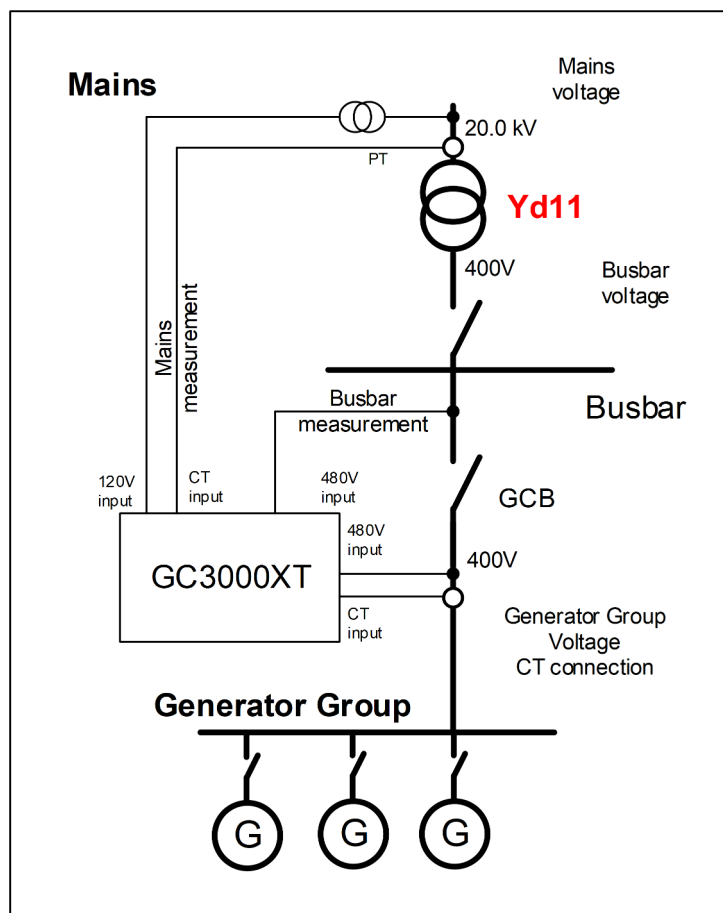 Mains
Mains
voltage
20.0 kV
PT
Yd11
400V
Busbar
voltage
Mains
measurement
Busbar
measurement
Busbar
120V
input
CT
input
480V
input
GCB
480V
input
400V
GC3000XT
CT
input
Generator Group
Voltage
CT connection
Generator Group
G
G
G